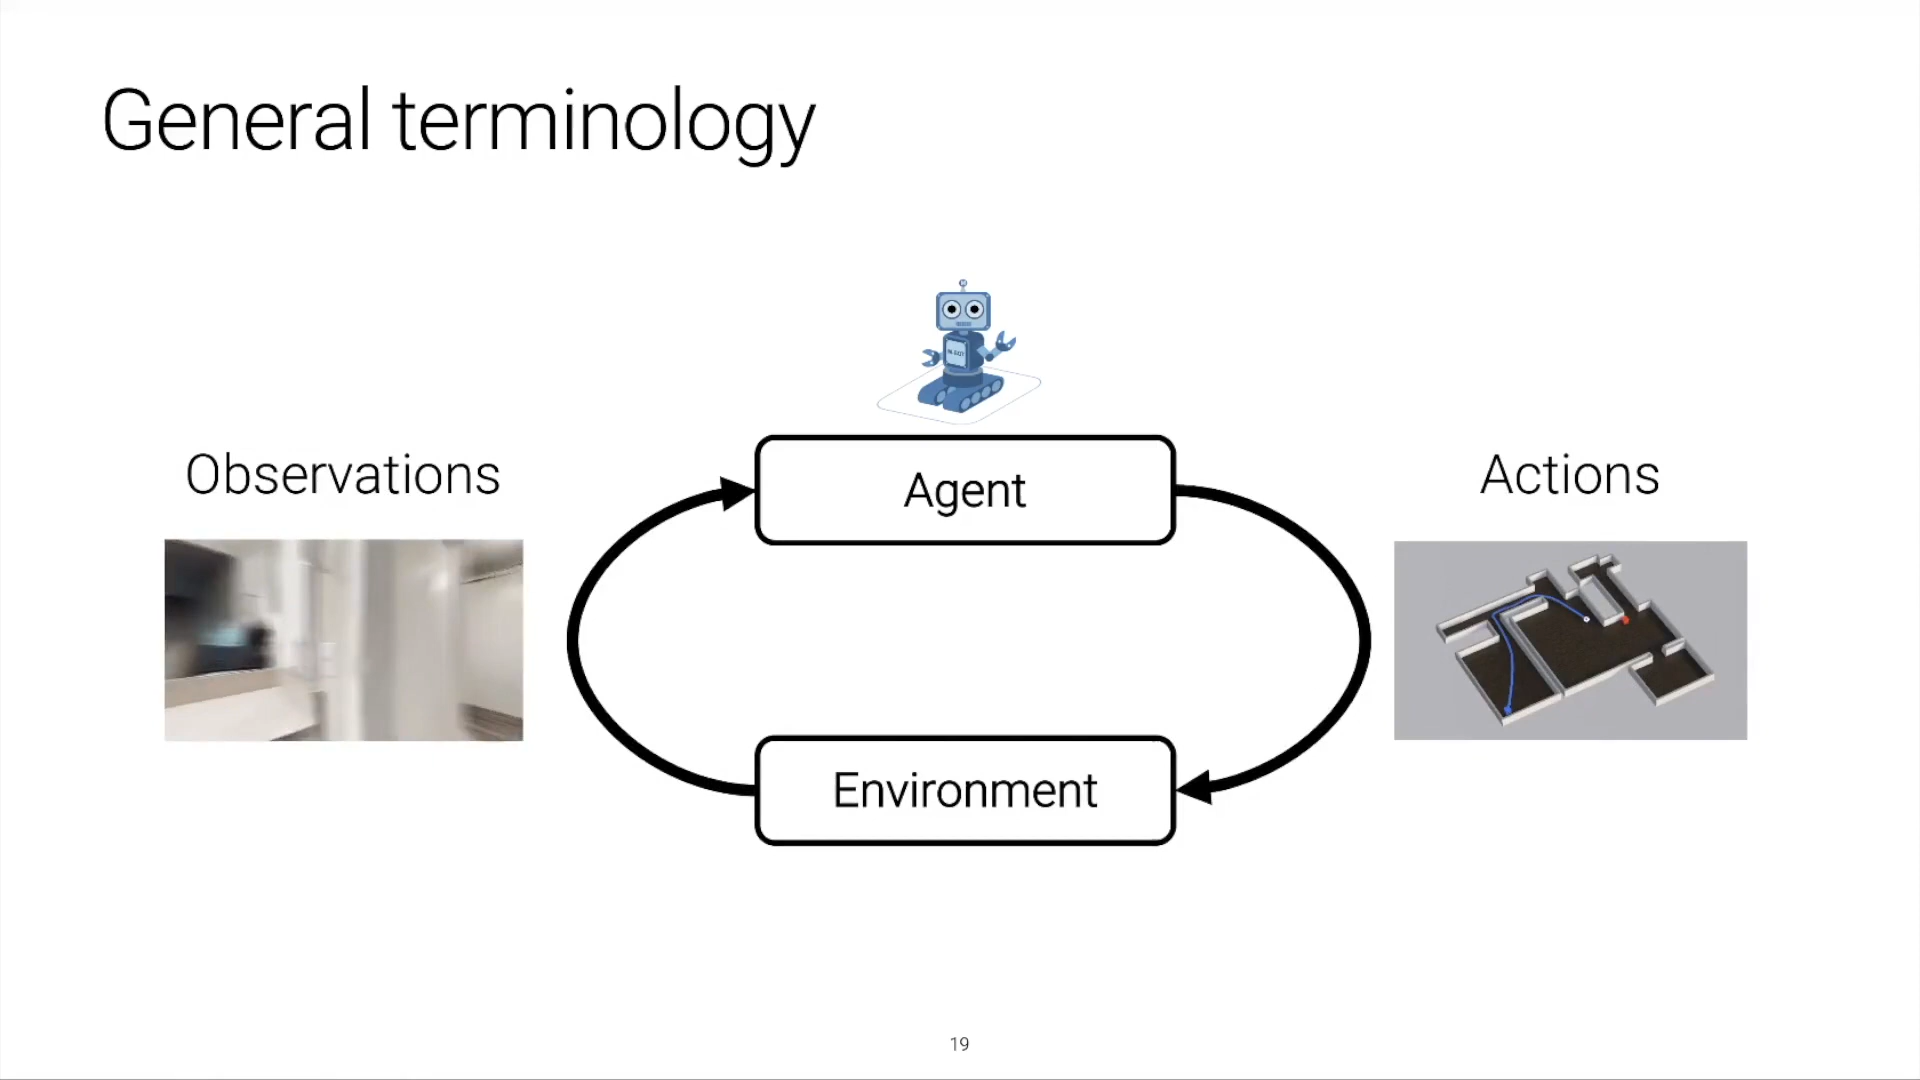 General terminology
Observations
Agent
Actions
Environment
19